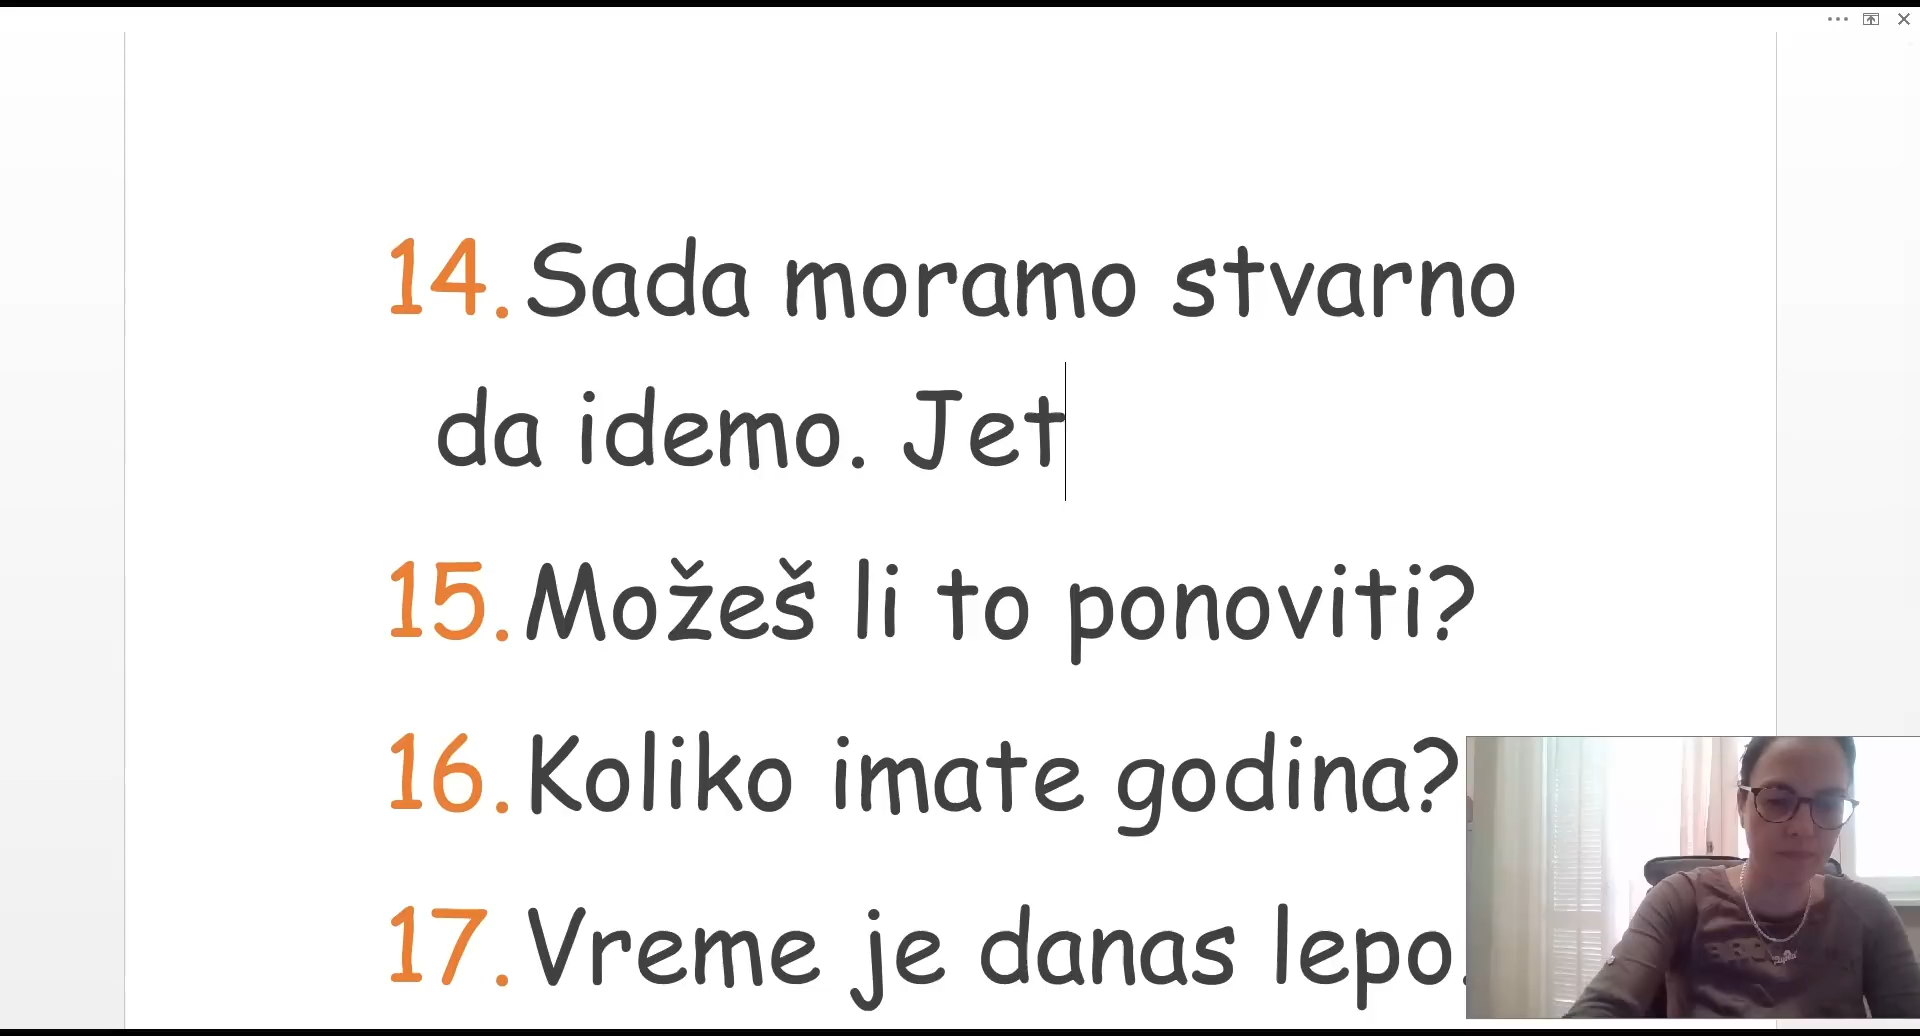 14. Sada moramo stvarno
da idemo. Jet
15. Možeš li to ponoviti?
16. Koliko imate godina?
17. Vreme je danas lepo.